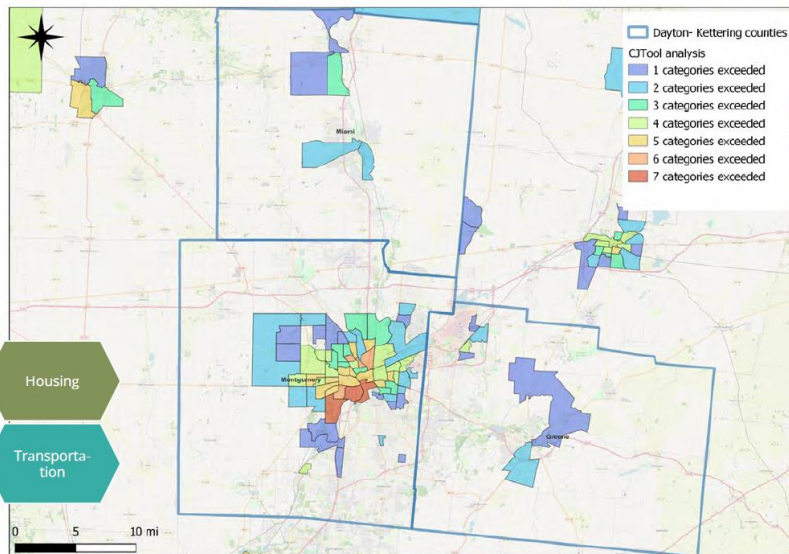 Dayton- Kettering counties
CJTool analysis
1 categories exceeded
2 categories exceeded
3 categories exceeded
4 categories exceeded
5 categories exceeded
6 categories exceeded
7 categories exceeded
Miami
Montgomery
Greene
Housing
Transporta-
tion
0 5 10 mi